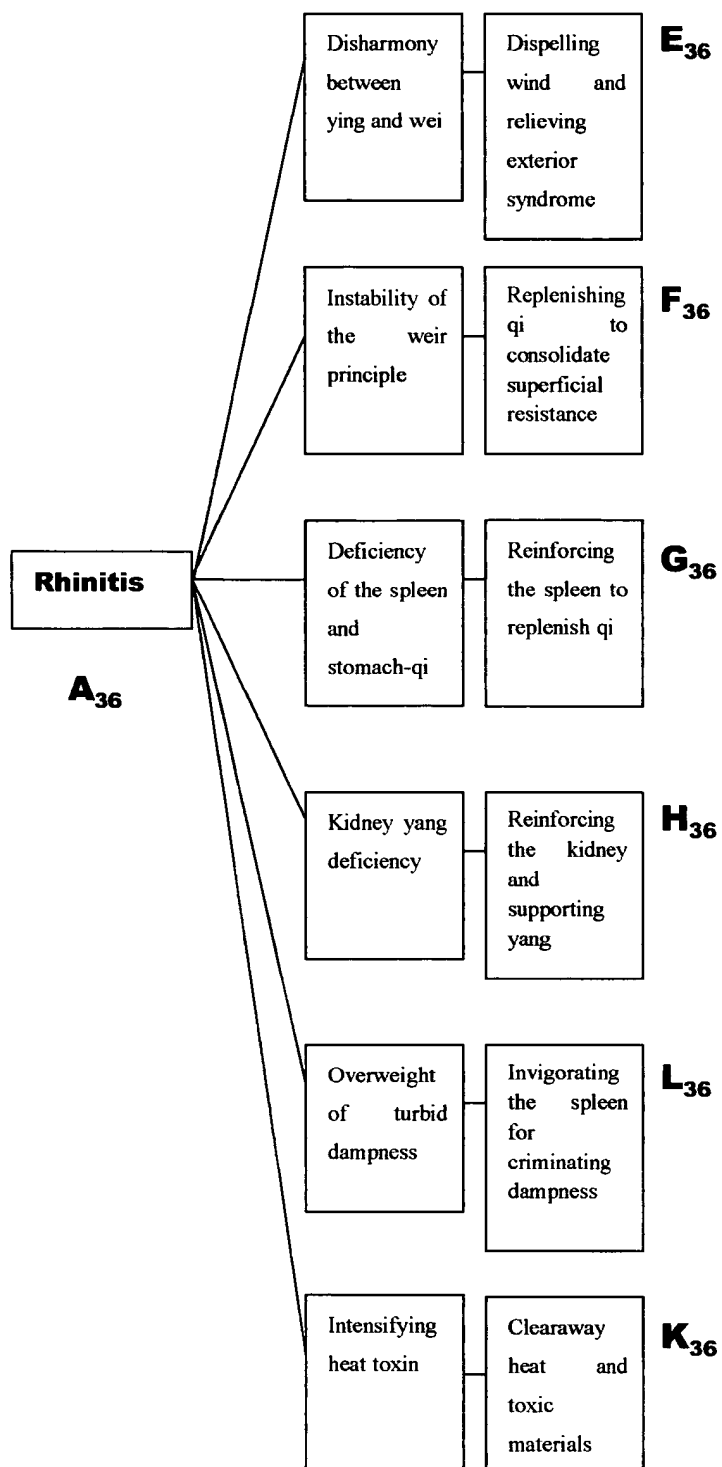 Disharmony
between
ying and wei
Dispelling
wind and
relieving
exterior
syndrome
E36
Instability of
the weir
principle
Replenishing
qi to
consolidate
superficial
resistance
F36
Rhinitis
A36
Deficiency
of the spleen
and
stomach-qi
Reinforcing
the spleen to
replenish qi
G36
Kidney yang
deficiency
Reinforcing
the kidney
and
supporting
yang
H36
Overweight
of turbid
dampness
Invigorating
the spleen
for
criminating
dampness
L36
Intensifying
heat toxin
Clearaway
heat and
toxic
materials
K36